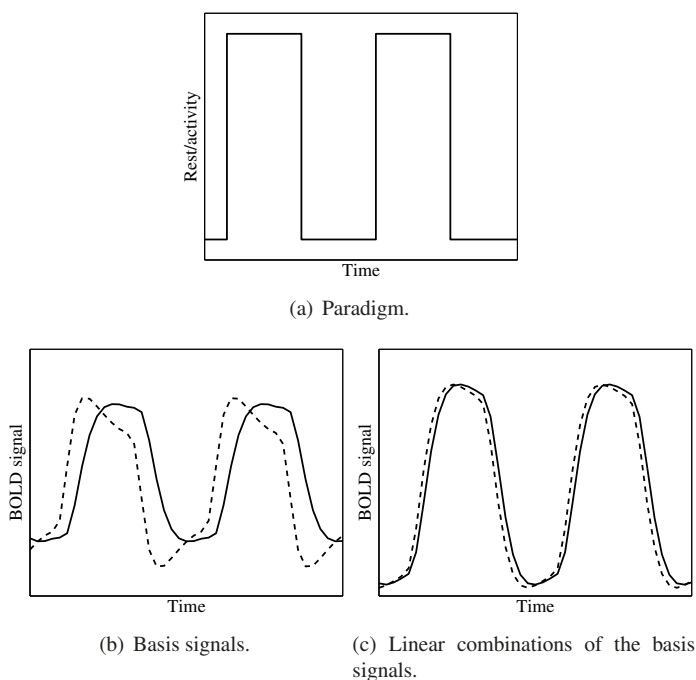 Rest/activity
Time
(a) Paradigm.
BOLD signal
Time
(b) Basis signals.
BOLD signal
Time
(c) Linear combinations of the basis
signals.